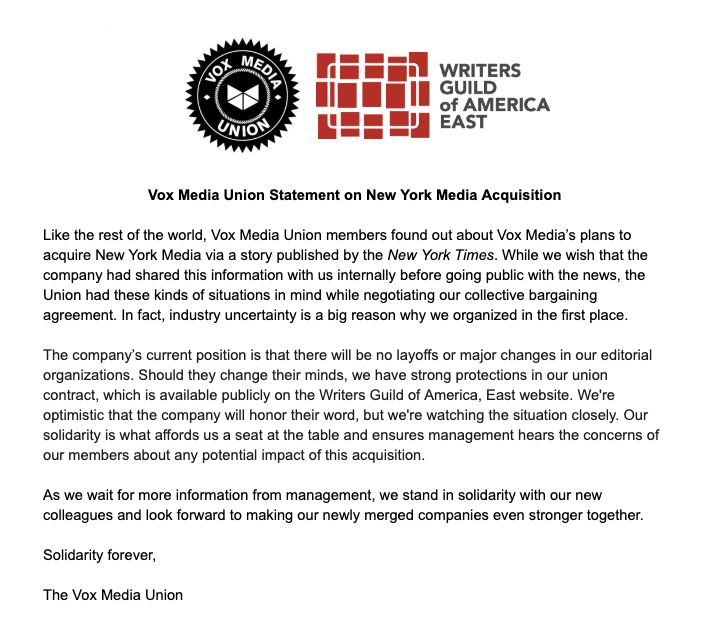 VOX MEDIA
UNION
WRITERS
GUILD
of AMERICA
EAST
Vox Media Union Statement on New York Media Acquisition
Like the rest of the world, Vox Media Union members found out about Vox Media’s plans to
acquire New York Media via a story published by the New York Times. While we wish that the
company had shared this information with us internally before going public with the news, the
Union had these kinds of situations in mind while negotiating our collective bargaining
agreement. In fact, industry uncertainty is a big reason why we organized in the first place.
The company’s current position is that there will be no layoffs or major changes in our editorial
organizations. Should they change their minds, we have strong protections in our union
contract, which is available publicly on the Writers Guild of America, East website. We're
optimistic that the company will honor their word, but we're watching the situation closely. Our
solidarity is what affords us a seat at the table and ensures management hears the concerns of
our members about any potential impact of this acquisition.
As we wait for more information from management, we stand in solidarity with our new
colleagues and look forward to making our newly merged companies even stronger together.
Solidarity forever,
The Vox Media Union